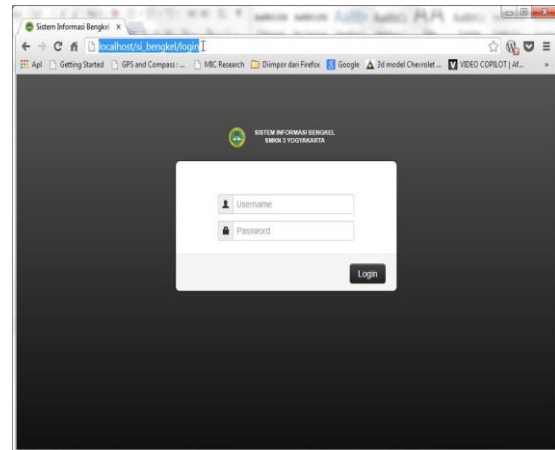 Sistem Informasi Bengkel
localhost/si_bengkel/login
Apl Getting Started GPS and Compass: ... MIC Research Diimpor dari Firefox Google 3d model Chevrolet ... VIDEO COPILOT | Af...
SISTEM INFORMASI BENGKEL
SMKN 3 YOGYAKARTA
Username
Password
Login